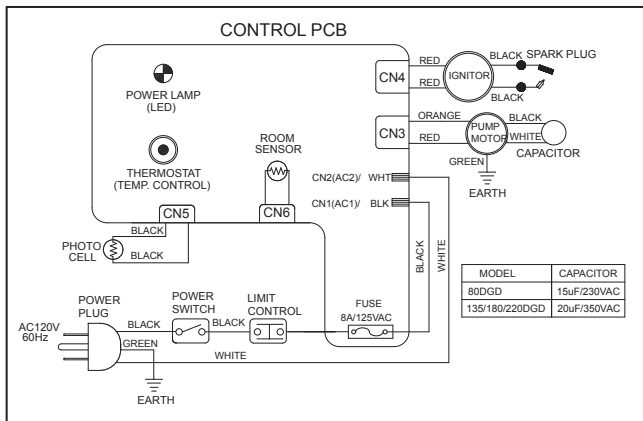 CONTROL PCB
POWER LAMP
(LED)
THERMOSTAT
(TEMP. CONTROL)
ROOM
SENSOR
CN4
RED
RED
IGNITOR
BLACK
SPARK PLUG
BLACK
CN3
ORANGE
RED
PUMP
MOTOR
BLACK
WHITE
CAPACITOR
GREEN
EARTH
CN2(AC2)/ WHT
CN1(AC1)/ BLK
CN5
CN6
BLACK
BLACK
PHOTO
CELL
BLACK
WHITE
MODEL CAPACITOR
80DGD 15uF/230VAC
135/180/220DGD 20uF/350VAC
POWER
PLUG
AC120V
60Hz
BLACK
POWER
SWITCH
BLACK
LIMIT
CONTROL
FUSE
8A/125VAC
GREEN
WHITE
EARTH